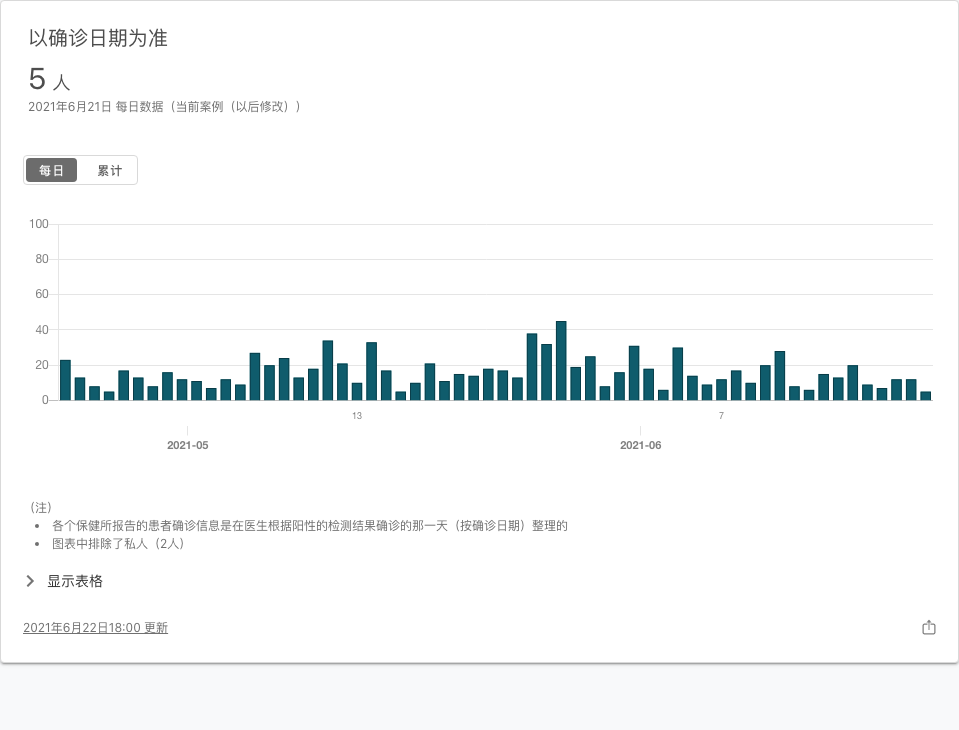 以确诊日期为准
5 人
2021年6月21日 每日数据（当前案例（以后修改））
每日 累计
100
80
60
40
20
0
13 7
2021-05 2021-06
（注）
• 各个保健所报告的患者确诊信息是在医生根据阳性的检测结果确诊的那一天（按确诊日期）整理的
• 图表中排除了私人（2人）
显示表格
2021年6月22日18:00 更新